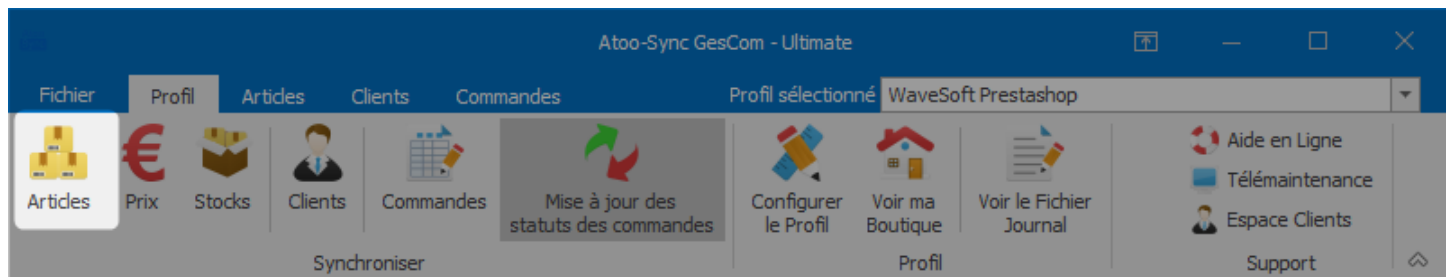 Atoo-Sync GesCom - Ultimate
Fichier Profil Articles Clients Commandes Profil sélectionné WaveSoft Prestashop
Articles Prix Stocks Clients Commandes Mise à jour des statuts des commandes Configurer le Profil Voir ma Boutique Voir le Fichier Journal
Aide en Ligne
Télémaintenance
Espace Clients
Synchroniser Profil Support